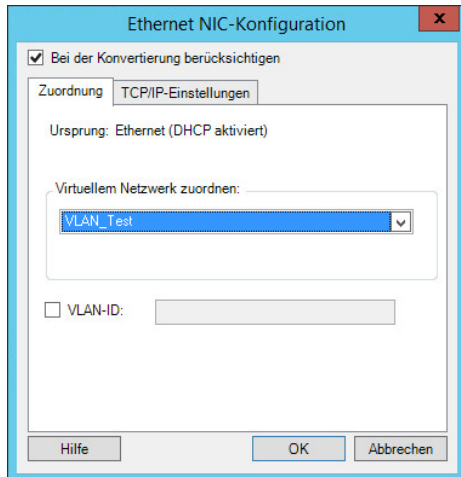 Ethernet NIC-Konfiguration
x
Bei der Konvertierung berücksichtigen
Zuordnung TCP/IP-Einstellungen
Ursprung: Ethernet (DHCP aktiviert)
Virtuellem Netzwerk zuordnen:
VLAN_Test
VLAN-ID:
Hilfe OK Abbrechen